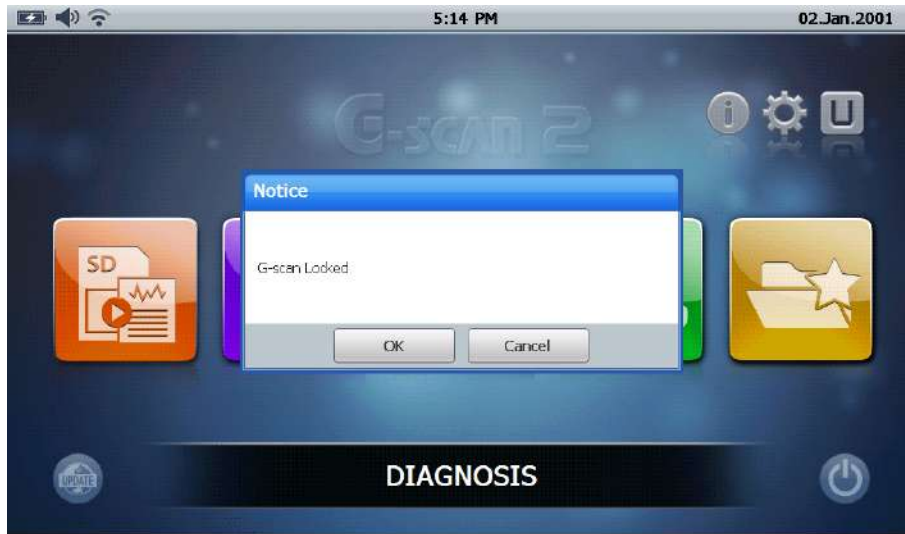 5:14 PM
02.Jan.2001
G-scan 2
i
U
Notice
SD
G-scan Locked
OK
Cancel
UPDATE
DIAGNOSIS